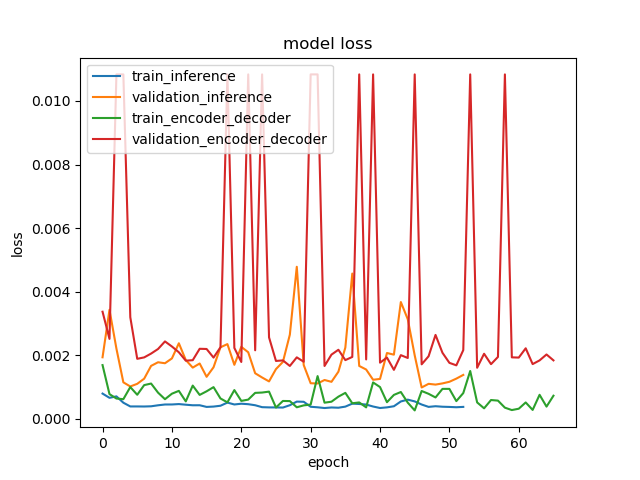 model loss
train_inference
validation_inference
train_encoder_decoder
validation_encoder_decoder
loss
0.010
0.008
0.006
0.004
0.002
0.000
0 10 20 30 40 50 60
epoch